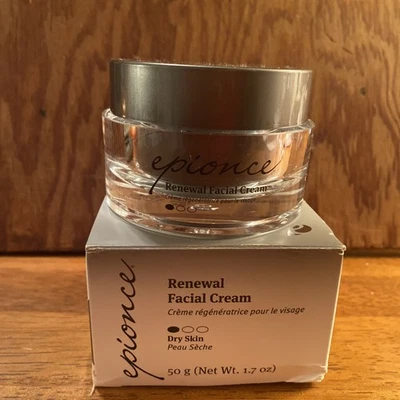 epionce
Renewal Facial Cream
epionce
Renewal
Facial Cream
Crème régénératrice pour le visage
Dry Skin
Peau Sèche
50 g (Net Wt. 1.7 oz)